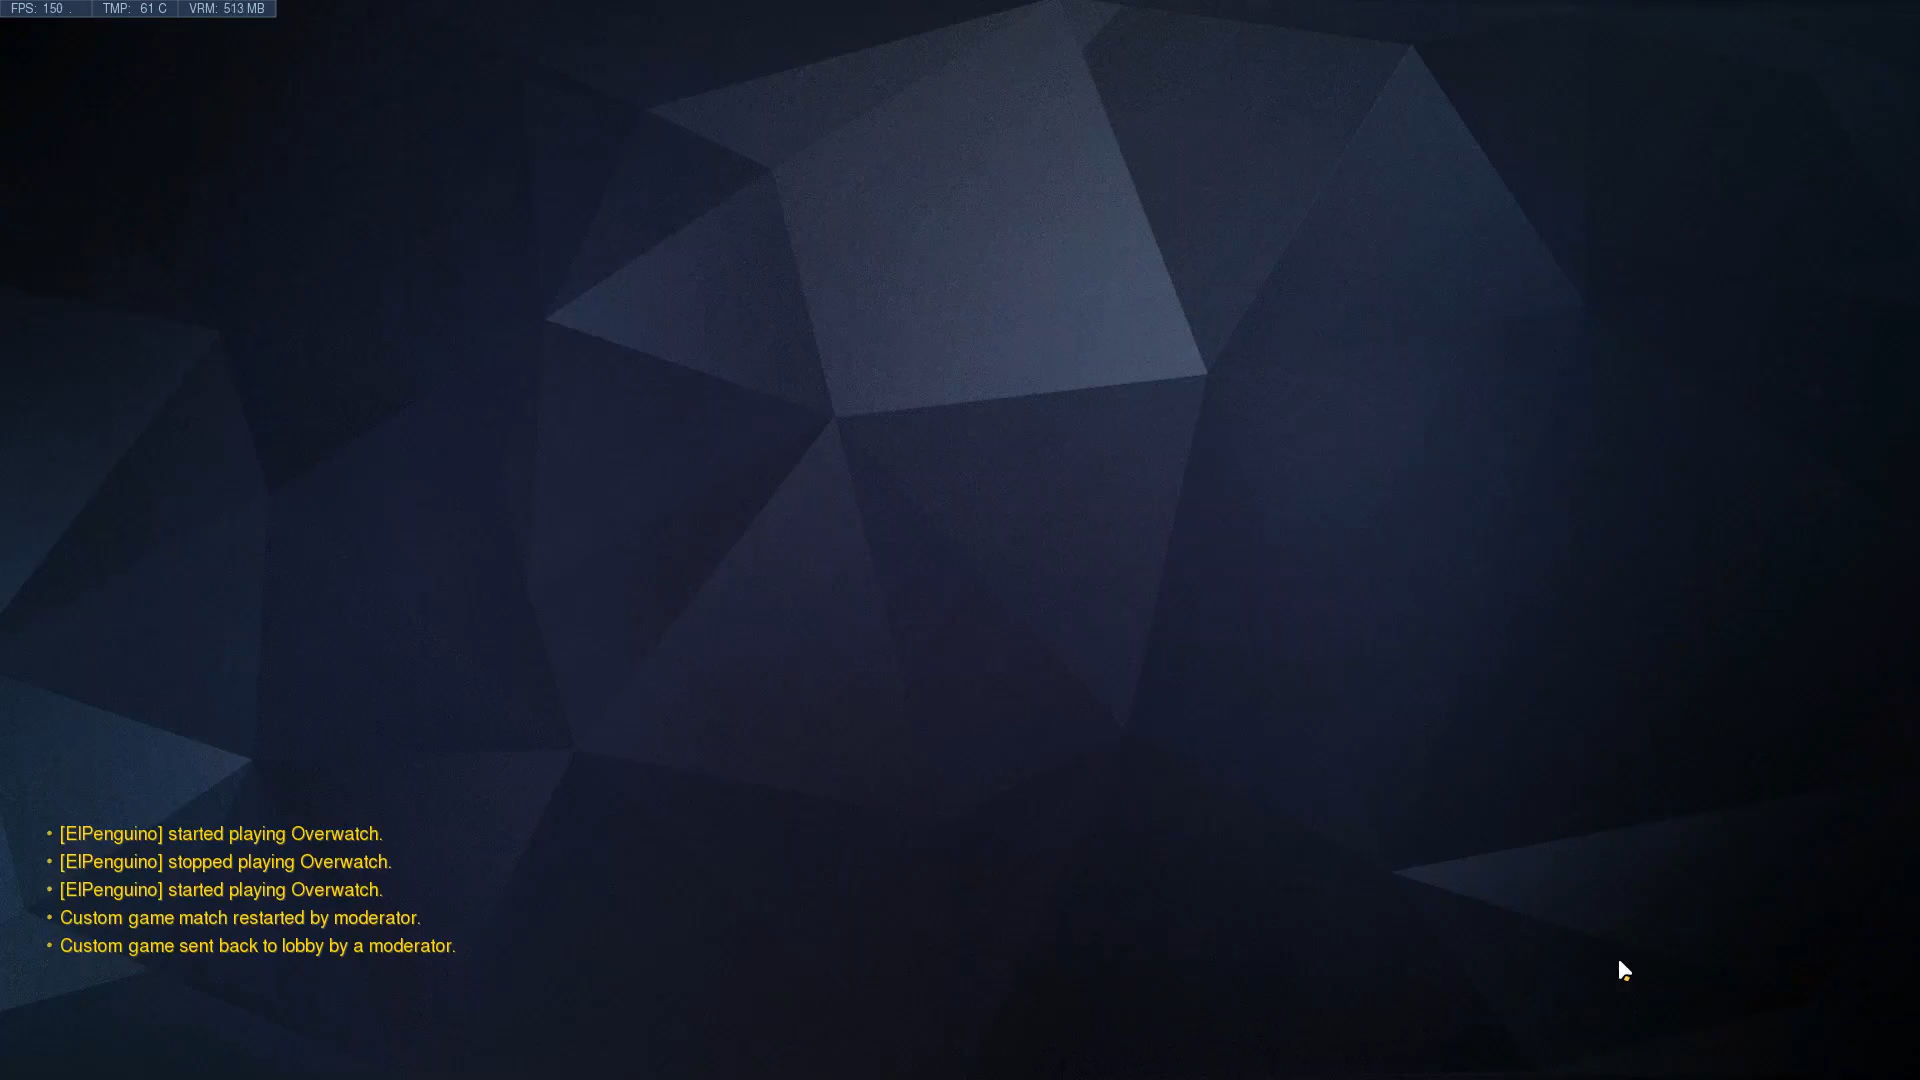 FPS: 150 . TMP: 61 C VRM: 513 MB
• [ElPenguino] started playing Overwatch.
• [ElPenguino] stopped playing Overwatch.
• [ElPenguino] started playing Overwatch.
• Custom game match restarted by moderator.
• Custom game sent back to lobby by a moderator.